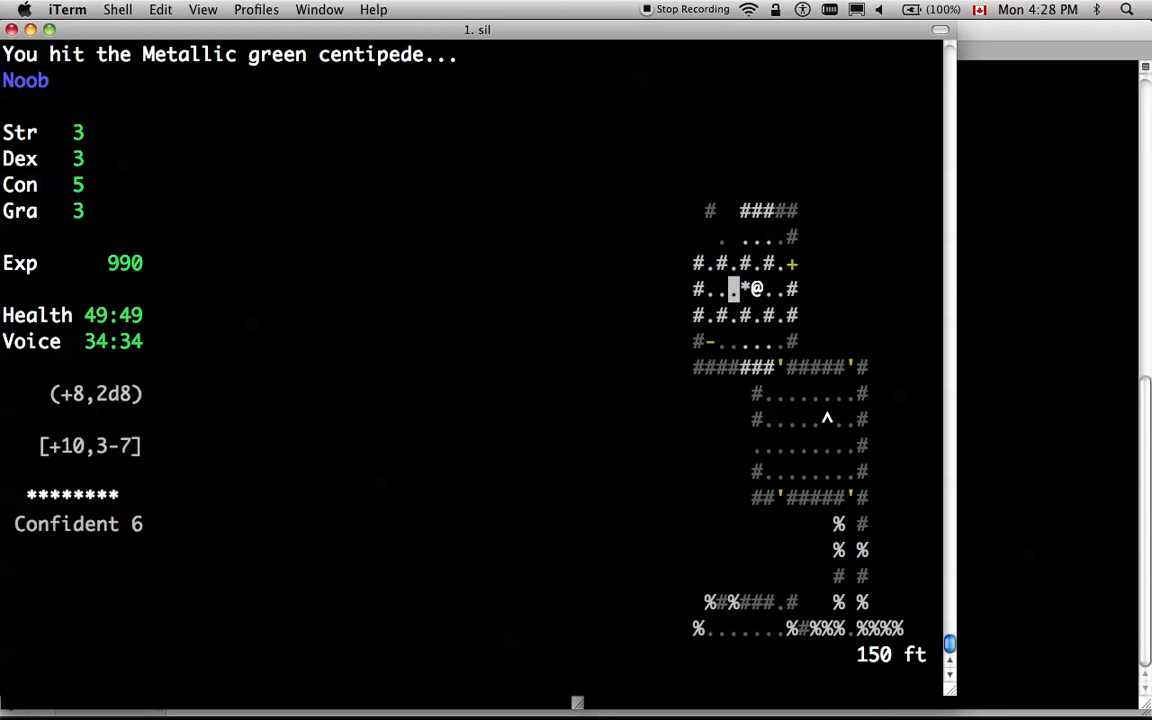 iTerm Shell Edit View Profiles Window Help Stop Recording (100%) Mon 4:28 PM
1. sil
You hit the Metallic green centipede...
Noob
Str 3
Dex 3
Con 5
Gra 3
# #####
. ....#
Exp 990 #.#.#.#.+
#...*@..#
Health 49:49 #.#.#.#.#
Voice 34:34 #-......#
#######'#####'#
(+8,2d8) #........#
#.....^..#
[+10,3-7] ........#
#........#
******** ##'#####'#
Confident 6 % #
% %
# #
%#%###.# % %
%.......%#%%%.%%%%
150 ft